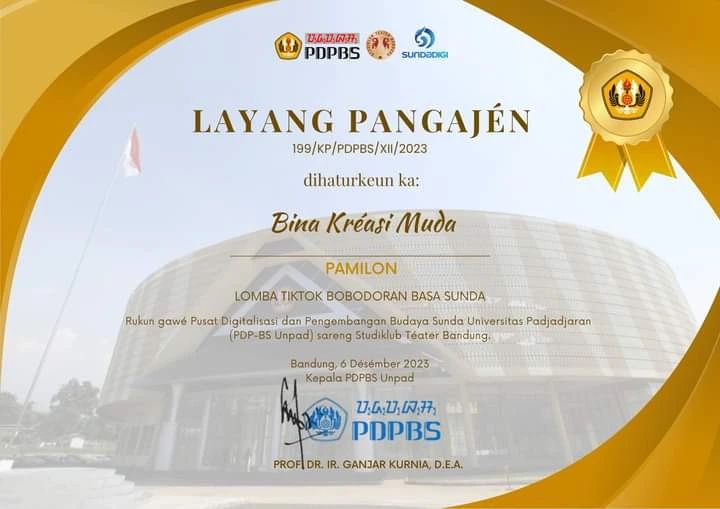 PDPBS
SUNDADIGI
LAYANG PANGAJÉN
199/KP/PDPBS/XII/2023
dihaturkeun ka:
Bina Kréasi Muda
PAMILON
LOMBA TIKTOK BOBODORAN BASA SUNDA
Rukun gawé Pusat Digitalisasi dan Pengembangan Budaya Sunda Universitas Padjadjaran
(PDP-BS Unpad) sareng Studiklub Téater Bandung.
Bandung, 6 Désémber 2023
Kepala PDPBS Unpad
PDPBS
PROF. DR. IR. GANJAR KURNIA, D.E.A.